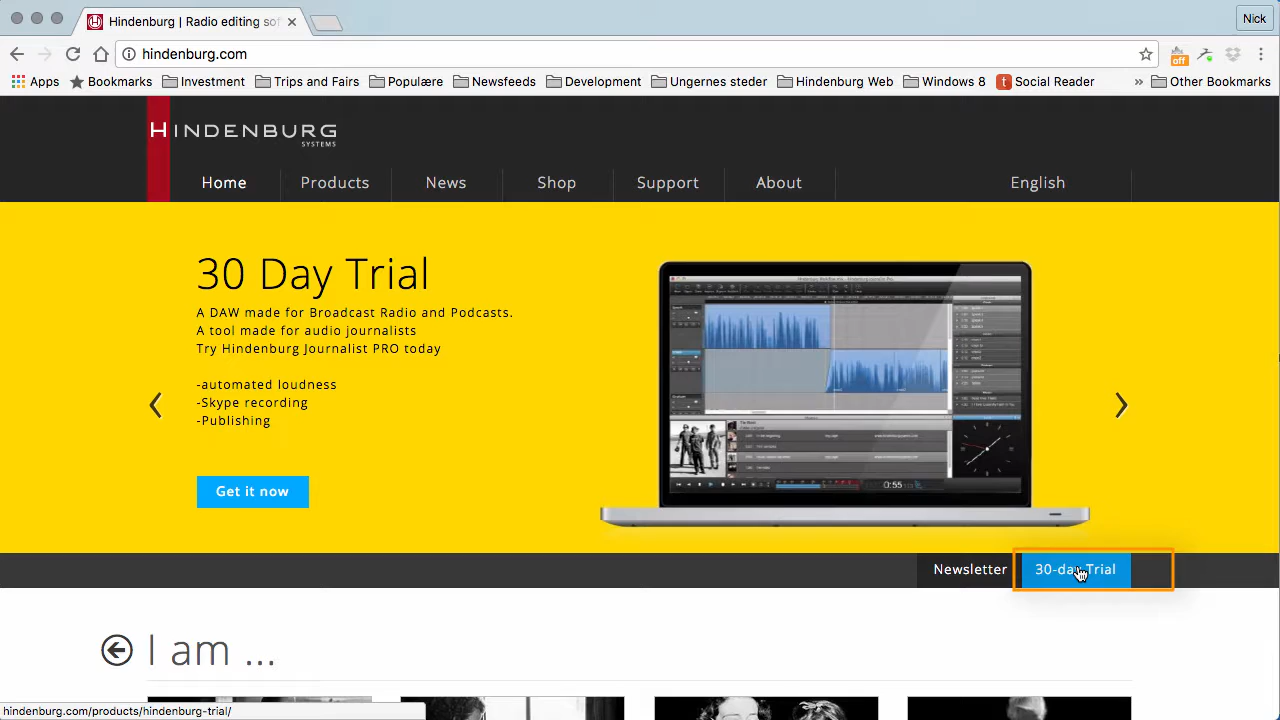 Hindenburg | Radio editing so
Nick
hindenburg.com
off
Apps
Bookmarks
Investment
Trips and Fairs
Populære
Newsfeeds
Development
Ungernes steder
Hindenburg Web
Windows 8
t
Social Reader
»
Other Bookmarks
HINDENBURG
SYSTEMS
Home
Products
News
Shop
Support
About
English
30 Day Trial
A DAW made for Broadcast Radio and Podcasts.
A tool made for audio journalists
Try Hindenburg Journalist PRO today
-automated loudness
-Skype recording
-Publishing
Get it now
0:55
Newsletter
30-day Trial
I am ...
hindenburg.com/products/hindenburg-trial/